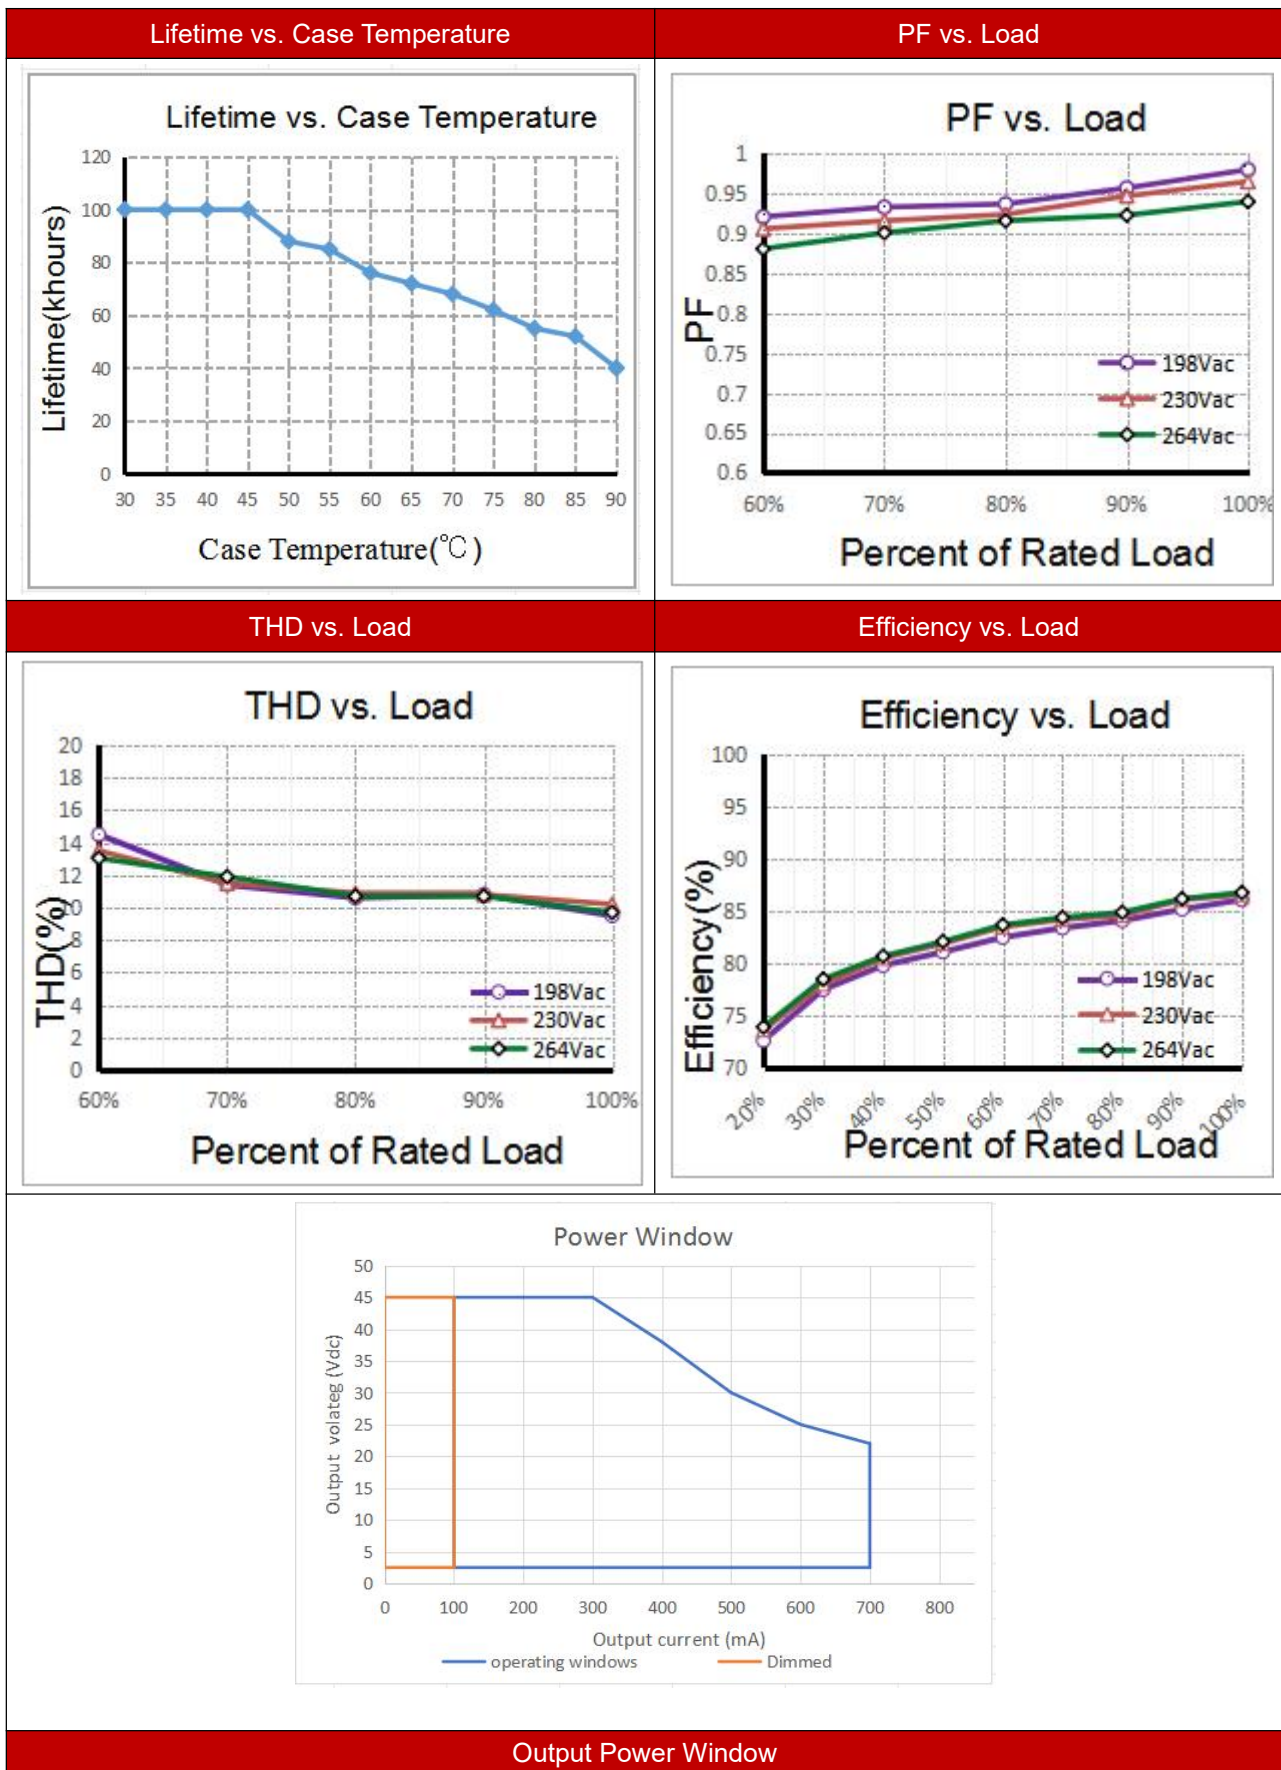 Lifetime vs. Case Temperature
PF vs. Load
Lifetime vs. Case Temperature
Lifetime(khours)
120
100
80
60
40
20
0
30 35 40 45 50 55 60 65 70 75 80 85 90
Case Temperature(℃)
PF vs. Load
PF
1
0.95
0.9
0.85
0.8
0.75
0.7
0.65
0.6
198Vac
230Vac
264Vac
60% 70% 80% 90% 100%
Percent of Rated Load
THD vs. Load
Efficiency vs. Load
THD vs. Load
THD(%)
20
18
16
14
12
10
8
6
4
2
0
198Vac
230Vac
264Vac
60% 70% 80% 90% 100%
Percent of Rated Load
Efficiency vs. Load
Efficiency(%)
100
95
90
85
80
75
70
198Vac
230Vac
264Vac
20% 30% 40% 50% 60% 70% 80% 90% 100%
Percent of Rated Load
Power Window
Output volateg (Vdc)
50
45
40
35
30
25
20
15
10
5
0
0 100 200 300 400 500 600 700 800
Output current (mA)
operating windows Dimmed
Output Power Window